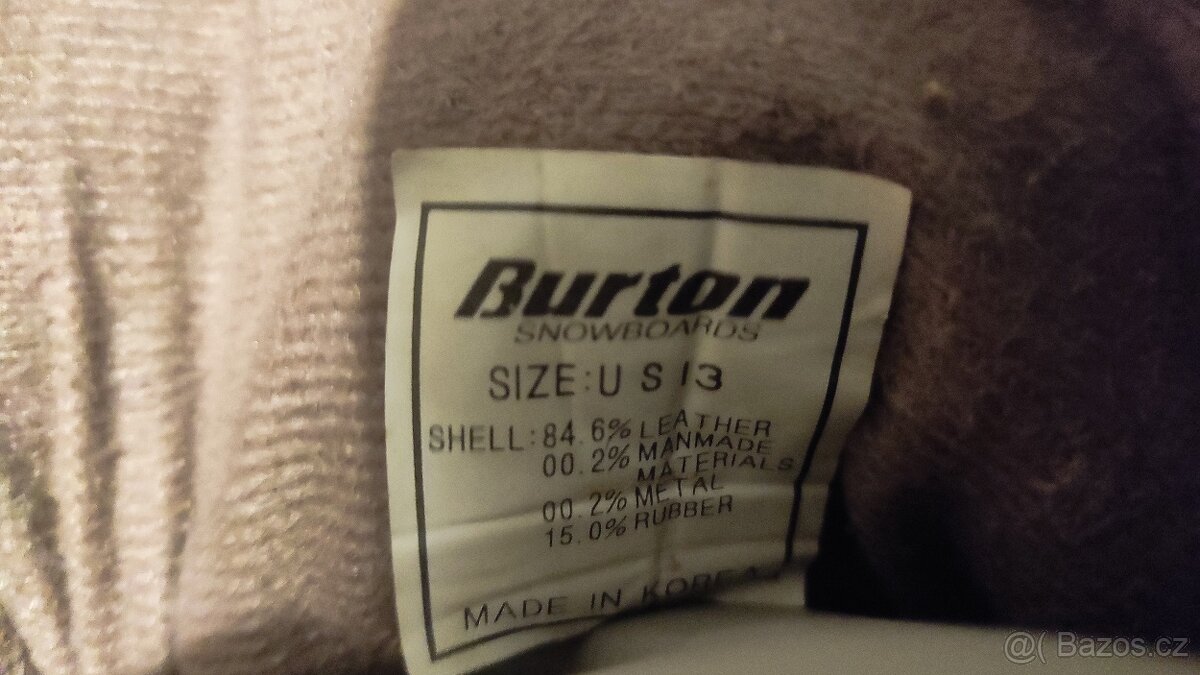 Burton
SNOWBOARDS
SIZE:US 13
SHELL:84.6% LEATHER
00.2% MANMADE
MATERIALS
00.2% METAL
15.0% RUBBER
MADE IN KOREA
@( Bazos.cz